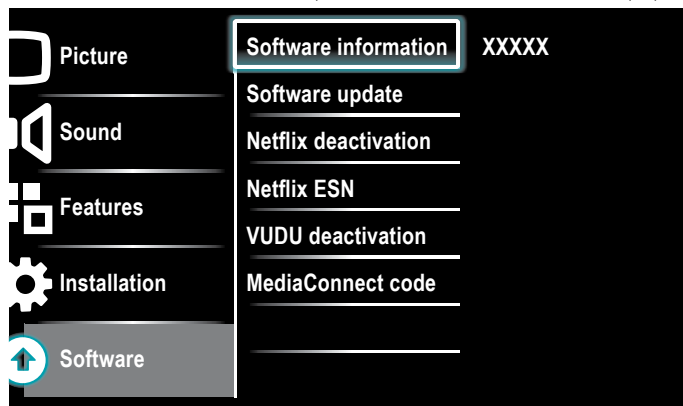 Picture
Sound
Features
Installation
Software
Software information
Software update
Netflix deactivation
Netflix ESN
VUDU deactivation
MediaConnect code
XXXXX